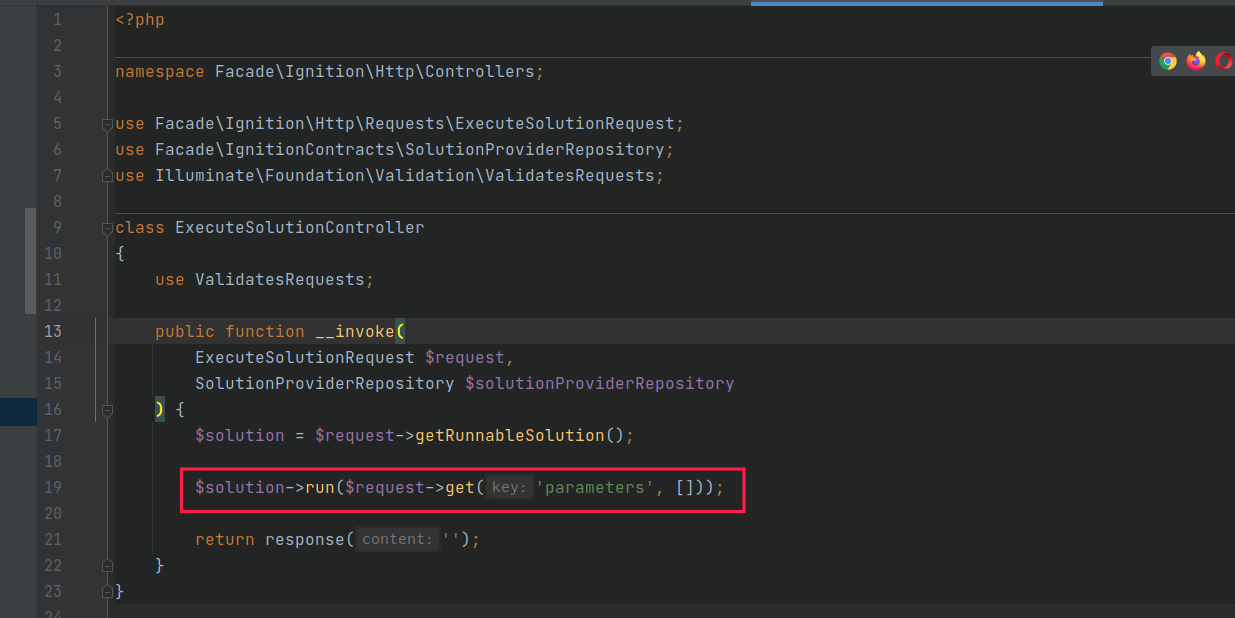 1 <?php
2
3 namespace Facade\Ignition\Http\Controllers;
4
5 use Facade\Ignition\Http\Requests\ExecuteSolutionRequest;
6 use Facade\IgnitionContracts\SolutionProviderRepository;
7 use Illuminate\Foundation\Validation\ValidatesRequests;
8
9 class ExecuteSolutionController
10 {
11     use ValidatesRequests;
12
13     public function __invoke(
14         ExecuteSolutionRequest $request,
15         SolutionProviderRepository $solutionProviderRepository
16     ) {
17         $solution = $request->getRunnableSolution();
18
19         $solution->run($request->get( key: 'parameters', []));
20
21         return response( content: '');
22     }
23 }
24